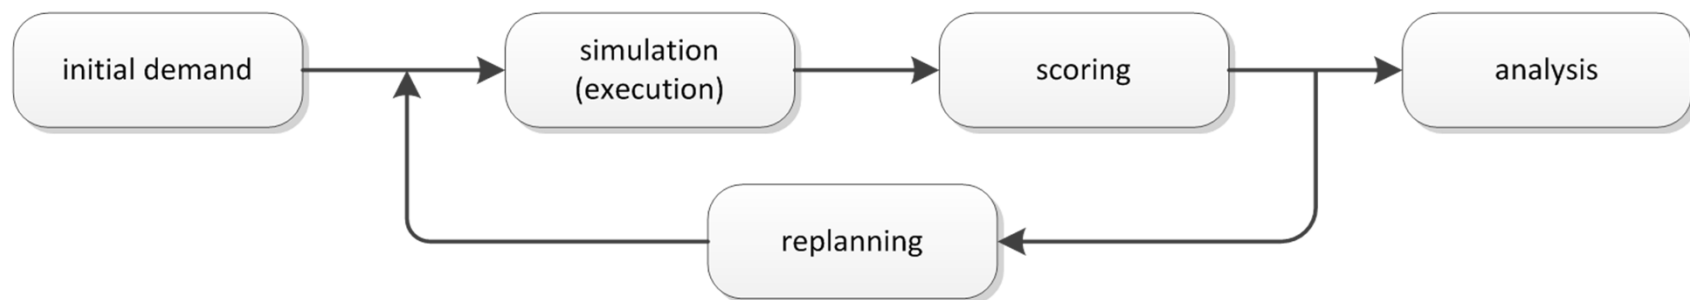 initial demand
simulation
(execution)
scoring
analysis
replanning